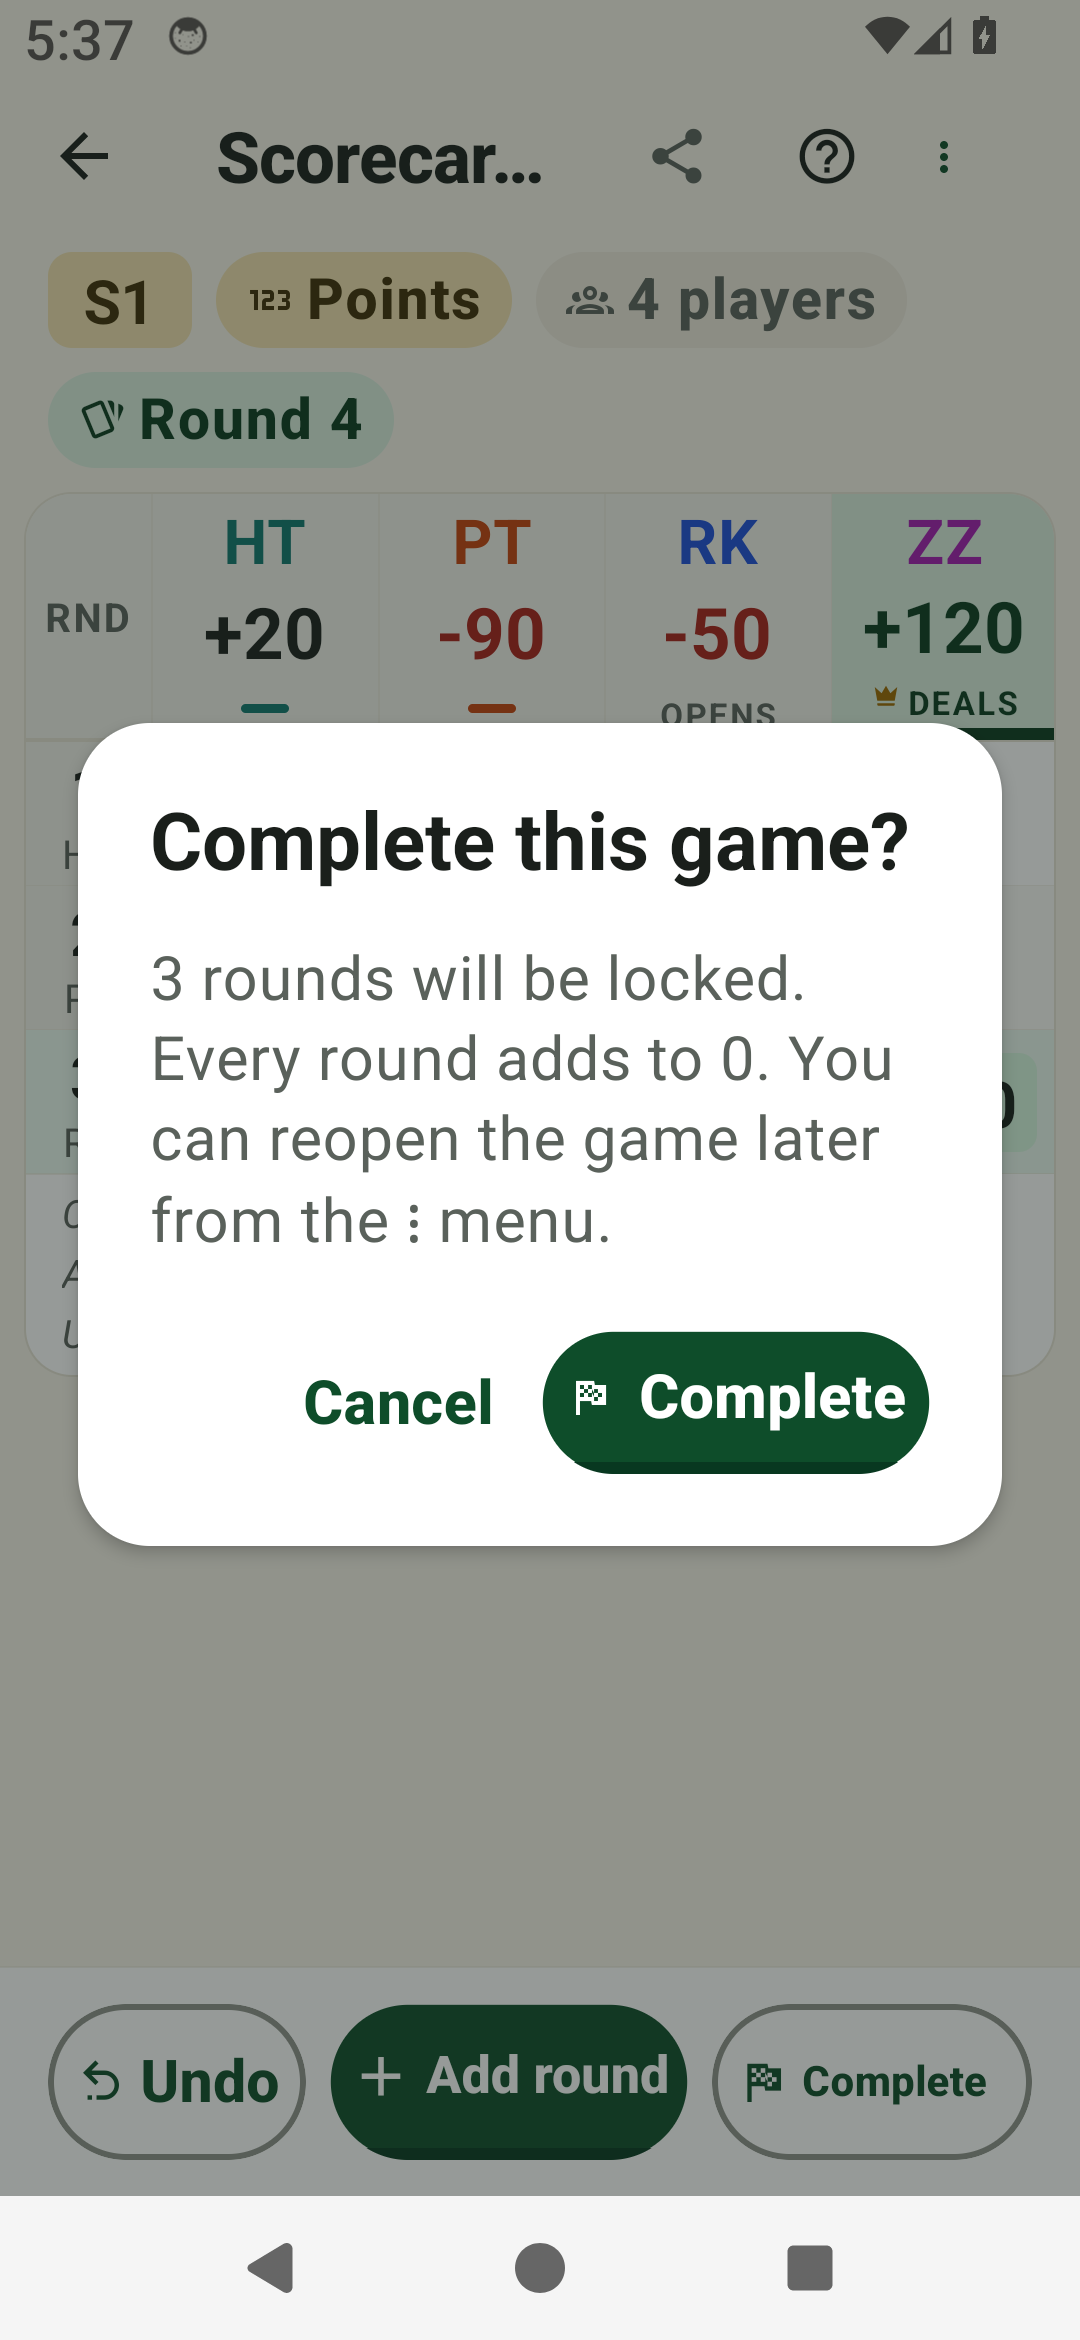 5:37
Scorecar...
S1
123 Points
4 players
Round 4
RND
HT
PT
RK
ZZ
+20
-90
-50
+120
OPENS
DEALS
Complete this game?
3 rounds will be locked.
Every round adds to 0. You
can reopen the game later
from the ⋮ menu.
Cancel
Complete
Undo
Add round
Complete